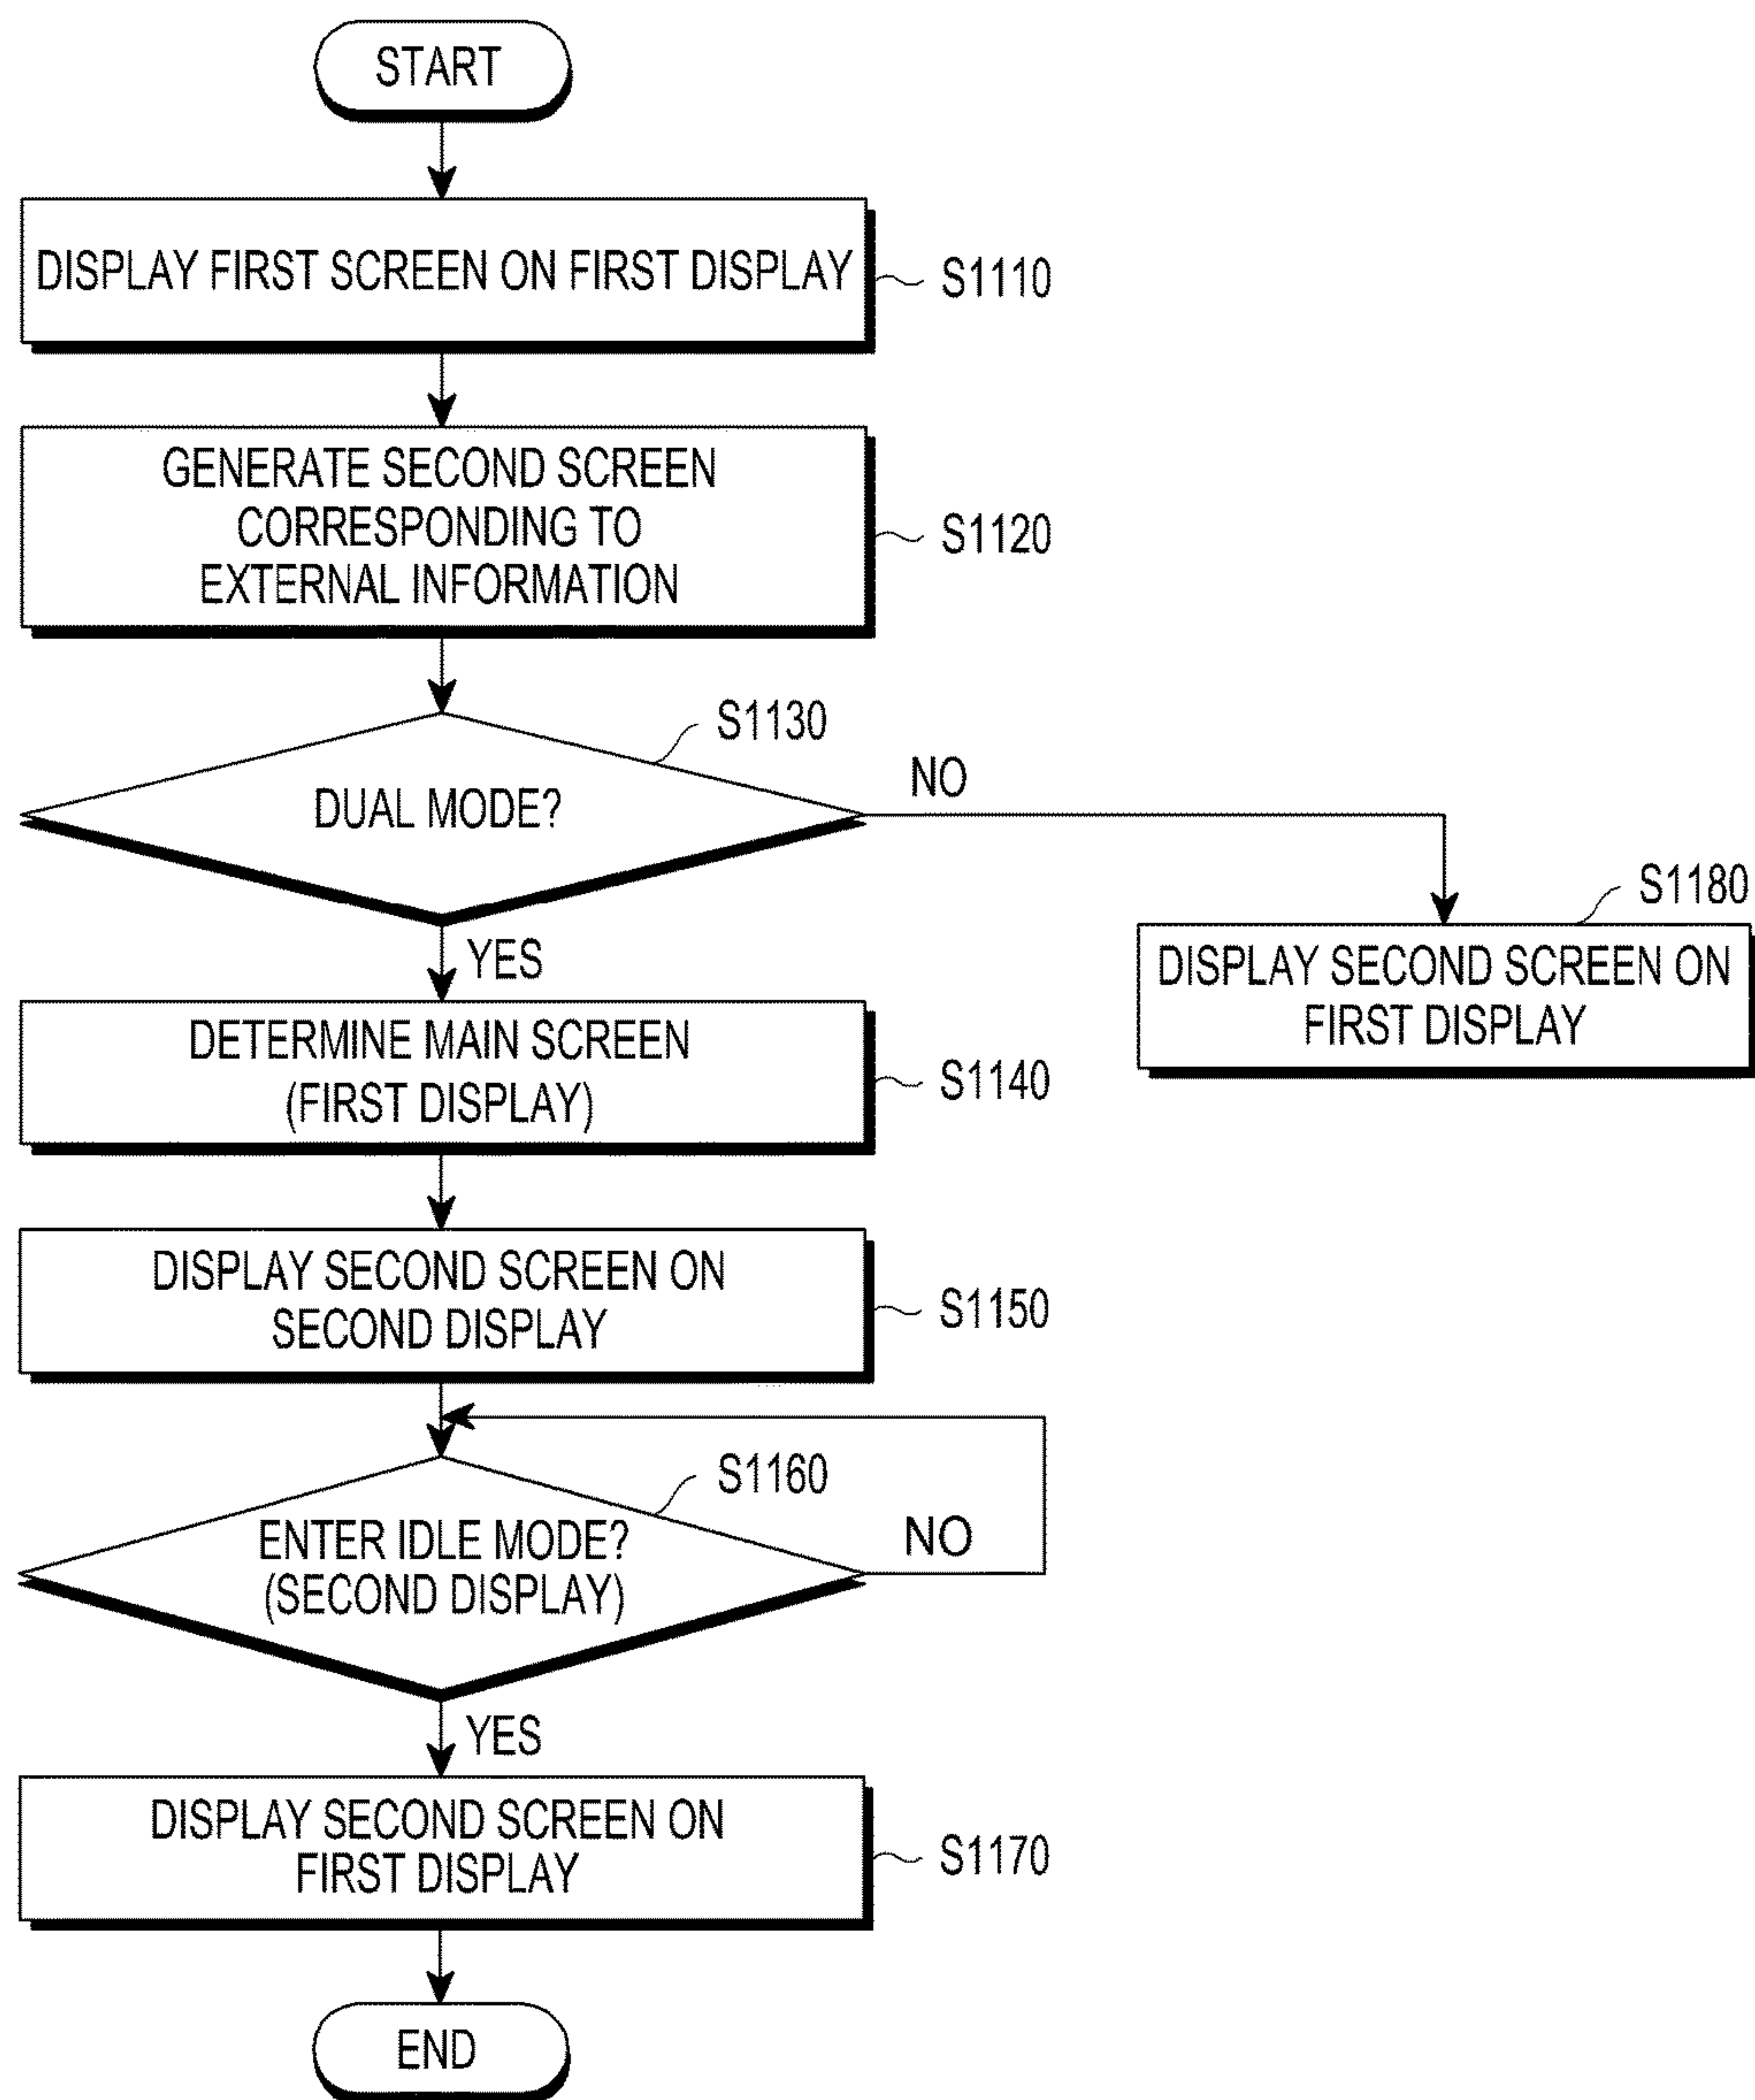 START
DISPLAY FIRST SCREEN ON FIRST DISPLAY
S1110
GENERATE SECOND SCREEN
CORRESPONDING TO
EXTERNAL INFORMATION
S1120
S1130
DUAL MODE?
NO
YES
S1180
DISPLAY SECOND SCREEN ON
FIRST DISPLAY
DETERMINE MAIN SCREEN
(FIRST DISPLAY)
S1140
DISPLAY SECOND SCREEN ON
SECOND DISPLAY
S1150
S1160
ENTER IDLE MODE?
(SECOND DISPLAY)
NO
YES
DISPLAY SECOND SCREEN ON
FIRST DISPLAY
S1170
END